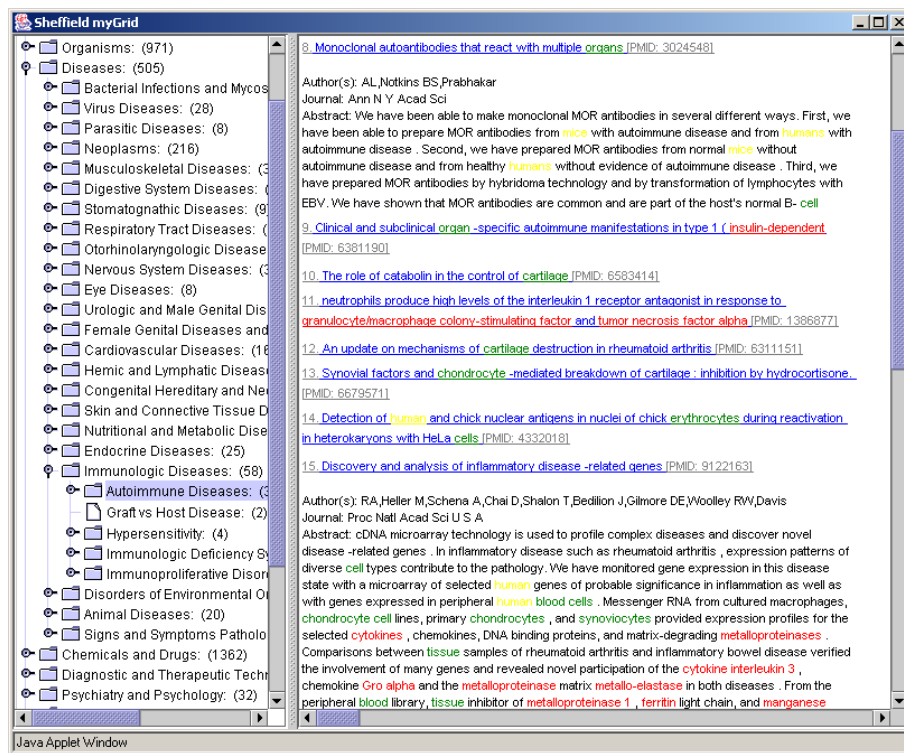 Sheffield myGrid
Organisms: (971)
Diseases: (505)
Bacterial Infections and Mycos
Virus Diseases: (28)
Parasitic Diseases: (8)
Neoplasms: (216)
Musculoskeletal Diseases: (3
Digestive System Diseases: (
Stomatognathic Diseases: (9)
Respiratory Tract Diseases: (
Otorhinolaryngologic Disease
Nervous System Diseases: (3
Eye Diseases: (8)
Urologic and Male Genital Dis
Female Genital Diseases and
Cardiovascular Diseases: (16
Hemic and Lymphatic Diseas
Congenital Hereditary and Ne
Skin and Connective Tissue D
Nutritional and Metabolic Dise
Endocrine Diseases: (25)
Immunologic Diseases: (58)
Autoimmune Diseases: (3
Graft vs Host Disease: (2)
Hypersensitivity: (4)
Immunologic Deficiency Sy
Immunoproliferative Disor
Disorders of Environmental O
Animal Diseases: (20)
Signs and Symptoms Patholo
Chemicals and Drugs: (1362)
Diagnostic and Therapeutic Techn
Psychiatry and Psychology: (32)
8. Monoclonal autoantibodies that react with multiple organs [PMID: 3024548]
Author(s): AL,Notkins BS,Prabhakar
Journal: Ann N Y Acad Sci
Abstract: We have been able to make monoclonal MOR antibodies in several different ways. First, we
have been able to prepare MOR antibodies from mice with autoimmune disease and from humans with
autoimmune disease . Second, we have prepared MOR antibodies from normal mice without
autoimmune disease and from healthy humans without evidence of autoimmune disease . Third, we
have prepared MOR antibodies by hybridoma technology and by transformation of lymphocytes with
EBV. We have shown that MOR antibodies are common and are part of the host's normal B- cell
9. Clinical and subclinical organ -specific autoimmune manifestations in type 1 ( insulin-dependent
[PMID: 6381190]
10. The role of catabolin in the control of cartilage [PMID: 6583414]
11. neutrophils produce high levels of the interleukin 1 receptor antagonist in response to
granulocyte/macrophage colony-stimulating factor and tumor necrosis factor alpha [PMID: 1386877]
12. An update on mechanisms of cartilage destruction in rheumatoid arthritis [PMID: 6311151]
13. Synovial factors and chondrocyte -mediated breakdown of cartilage : inhibition by hydrocortisone.
[PMID: 6679571]
14. Detection of human and chick nuclear antigens in nuclei of chick erythrocytes during reactivation
in heterokaryons with HeLa cells [PMID: 4332018]
15. Discovery and analysis of inflammatory disease -related genes [PMID: 9122163]
Author(s): RA,Heller M,Schena A,Chai D,Shalon T,Bedilion J,Gilmore DE,Woolley RW,Davis
Journal: Proc Natl Acad Sci U S A
Abstract: cDNA microarray technology is used to profile complex diseases and discover novel
disease -related genes . In inflammatory disease such as rheumatoid arthritis , expression patterns of
diverse cell types contribute to the pathology. We have monitored gene expression in this disease
state with a microarray of selected human genes of probable significance in inflammation as well as
with genes expressed in peripheral human blood cells . Messenger RNA from cultured macrophages,
chondrocyte cell lines, primary chondrocytes , and synoviocytes provided expression profiles for the
selected cytokines , chemokines, DNA binding proteins, and matrix-degrading metalloproteinases .
Comparisons between tissue samples of rheumatoid arthritis and inflammatory bowel disease verified
the involvement of many genes and revealed novel participation of the cytokine interleukin 3 ,
chemokine Gro alpha and the metalloproteinase matrix metallo-elastase in both diseases . From the
peripheral blood library, tissue inhibitor of metalloproteinase 1 , ferritin light chain, and manganese
Java Applet Window